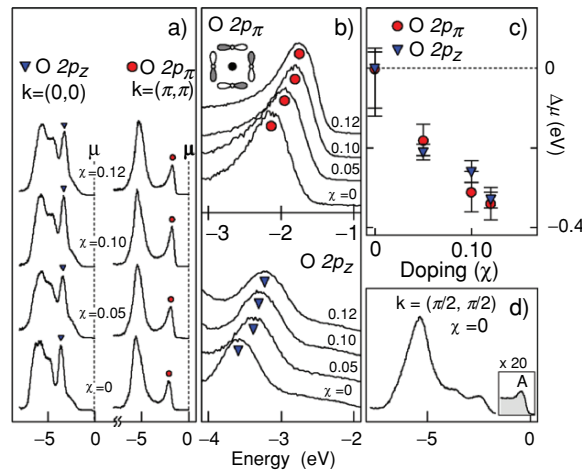 a)
O 2pz
k=(0,0)
O 2pπ
k=(π,π)
μ
μ
χ=0.12
χ=0.10
χ=0.05
χ=0
−5
0
−5
0
b)
O 2pπ
0.12
0.10
0.05
χ=0
−3
−2
−1
O 2pz
0.12
0.10
0.05
χ=0
−4
−3
−2
Energy (eV)
c)
O 2pπ
O 2pz
0
−0.4
Δμ (eV)
0
0.10
Doping (χ)
d)
k = (π/2, π/2)
χ=0
x 20
A
−5
0